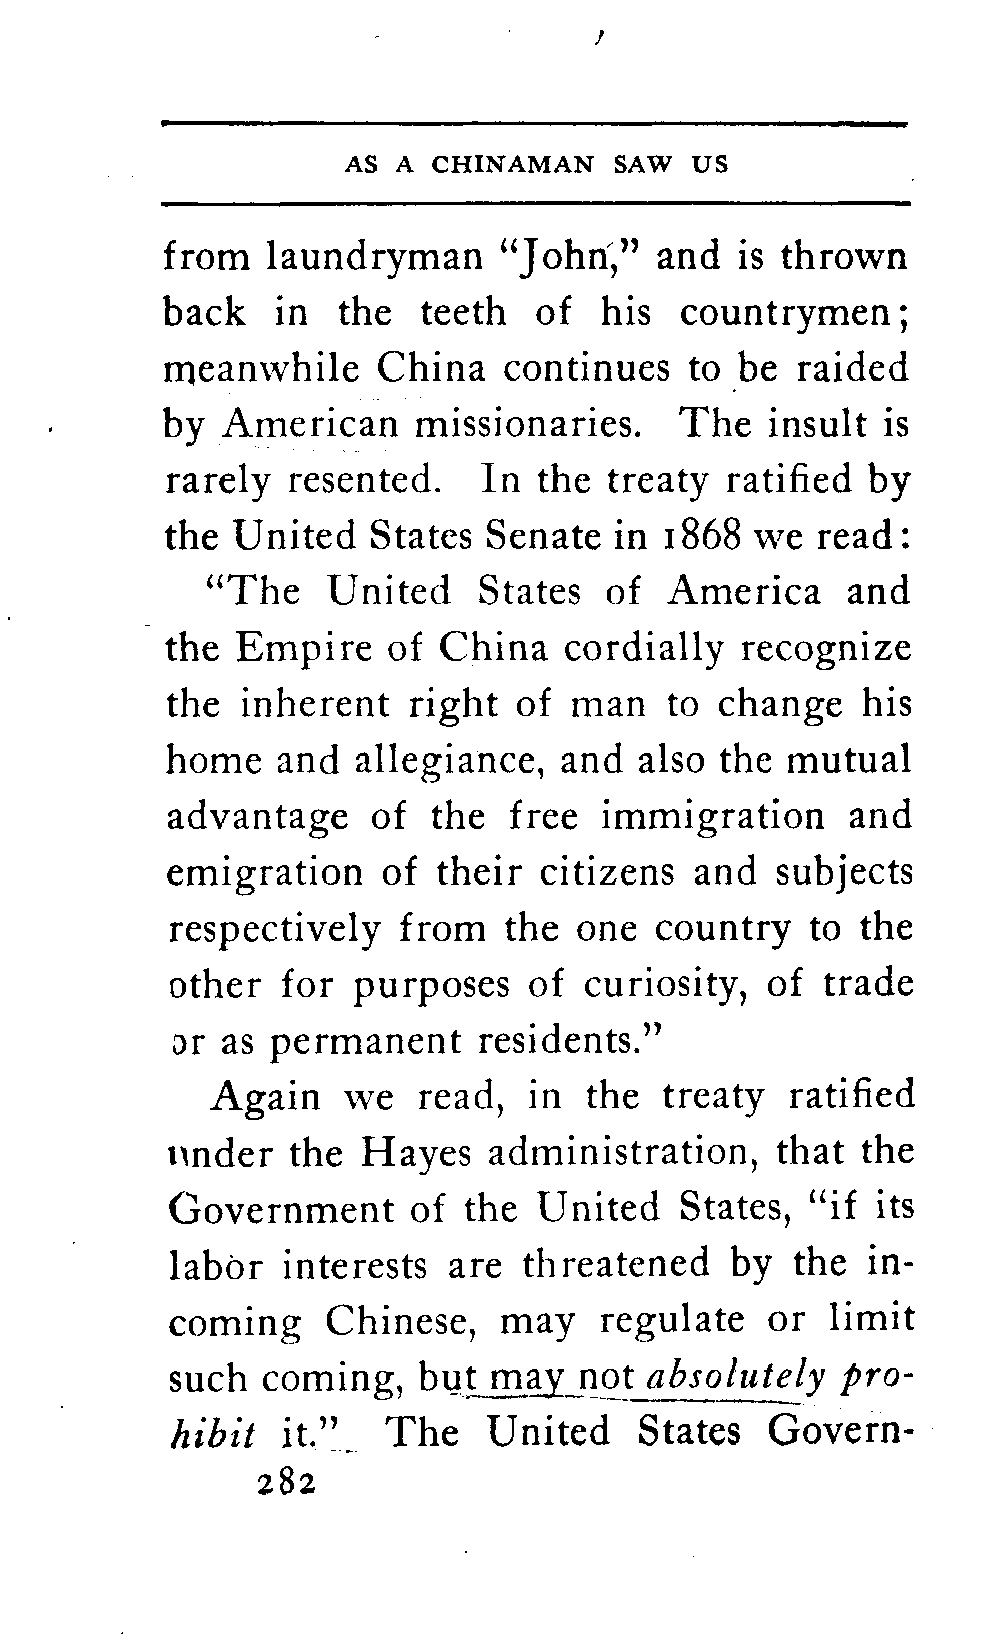 AS A CHINAMAN SAW US
from laundryman "John," and is thrown
back in the teeth of his countrymen;
meanwhile China continues to be raided
by American missionaries. The insult is
rarely resented. In the treaty ratified by
the United States Senate in 1868 we read:
"The United States of America and
the Empire of China cordially recognize
the inherent right of man to change his
home and allegiance, and also the mutual
advantage of the free immigration and
emigration of their citizens and subjects
respectively from the one country to the
other for purposes of curiosity, of trade
or as permanent residents."
Again we read, in the treaty ratified
under the Hayes administration, that the
Government of the United States, "if its
labor interests are threatened by the in-
coming Chinese, may regulate or limit
such coming, but may not absolutely pro-
hibit it." The United States Govern-
282